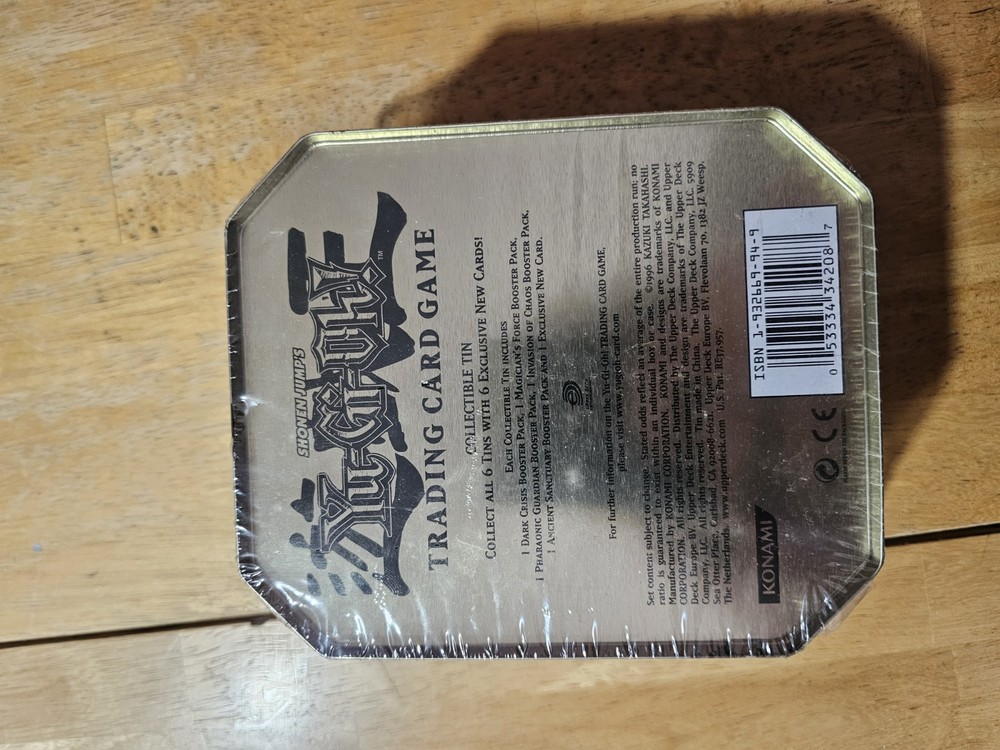 SHONEN JUMP'S
Yu-Gi-Oh!™
TRADING CARD GAME
COLLECTIBLE TIN
COLLECT ALL 6 TINS WITH 6 EXCLUSIVE NEW CARDS!
EACH COLLECTIBLE TIN INCLUDES
1 DARK CRISIS BOOSTER PACK, 1 MAGICIAN'S FORCE BOOSTER PACK,
1 PHARAONIC GUARDIAN BOOSTER PACK, 1 INVASION OF CHAOS BOOSTER PACK,
1 ANCIENT SANCTUARY BOOSTER PACK AND 1 EXCLUSIVE NEW CARD.
For further information on the Yu-Gi-Oh! TRADING CARD GAME,
please visit www.yugioh-card.com
Set content subject to change. Stated odds reflect an average of the entire production run; no
ratio is guaranteed to exist within an individual box or case. ©1996 KAZUKI TAKAHASHI.
Manufactured by KONAMI CORPORATION. KONAMI and designs are trademarks of KONAMI
CORPORATION. All rights reserved. Distributed by The Upper Deck Company, LLC. and Upper
Deck Europe BV. Upper Deck Entertainment and design are trademarks of The Upper Deck
Company, LLC. All rights reserved. Tin made in China. The Upper Deck Company, LLC. 5909
Sea Otter Place, Carlsbad, CA 92008-6621. Upper Deck Europe BV, Flevolaan 70, 1382 JZ Weesp,
The Netherlands. www.upperdeck.com U.S. Pat. RE37,957.
KONAMI
CE
ISBN 1-932669-94-9
0 53334 34208 7